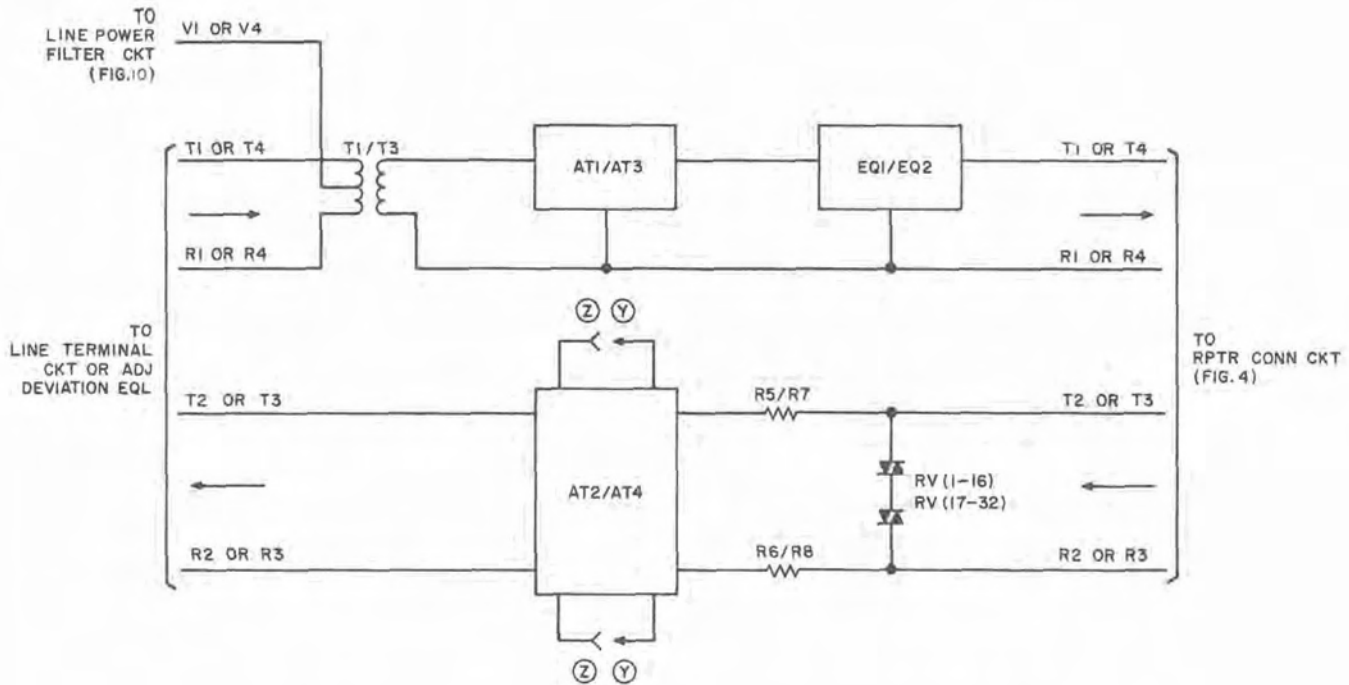 TO
LINE POWER
FILTER CKT
(FIG.10)
V1 OR V4
T1 OR T4
T1/T3
AT1/AT3
EQ1/EQ2
T1 OR T4
R1 OR R4
R1 OR R4
TO
LINE TERMINAL
CKT OR ADJ
DEVIATION EQL
Z Y
TO
RPTR CONN CKT
(FIG. 4)
T2 OR T3
R5/R7
T2 OR T3
AT2/AT4
RV (1-16)
RV (17-32)
R2 OR R3
R6/R8
R2 OR R3
Z Y